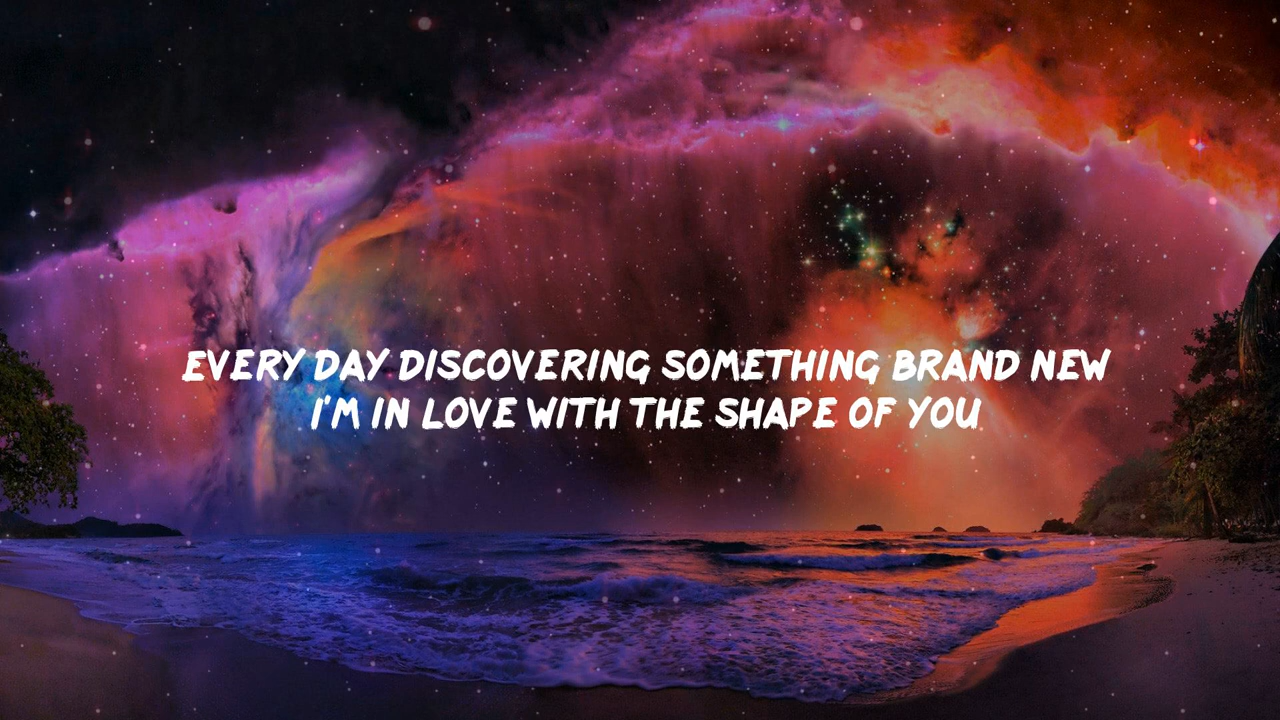 EVERY DAY DISCOVERING SOMETHING BRAND NEW
I'M IN LOVE WITH THE SHAPE OF YOU